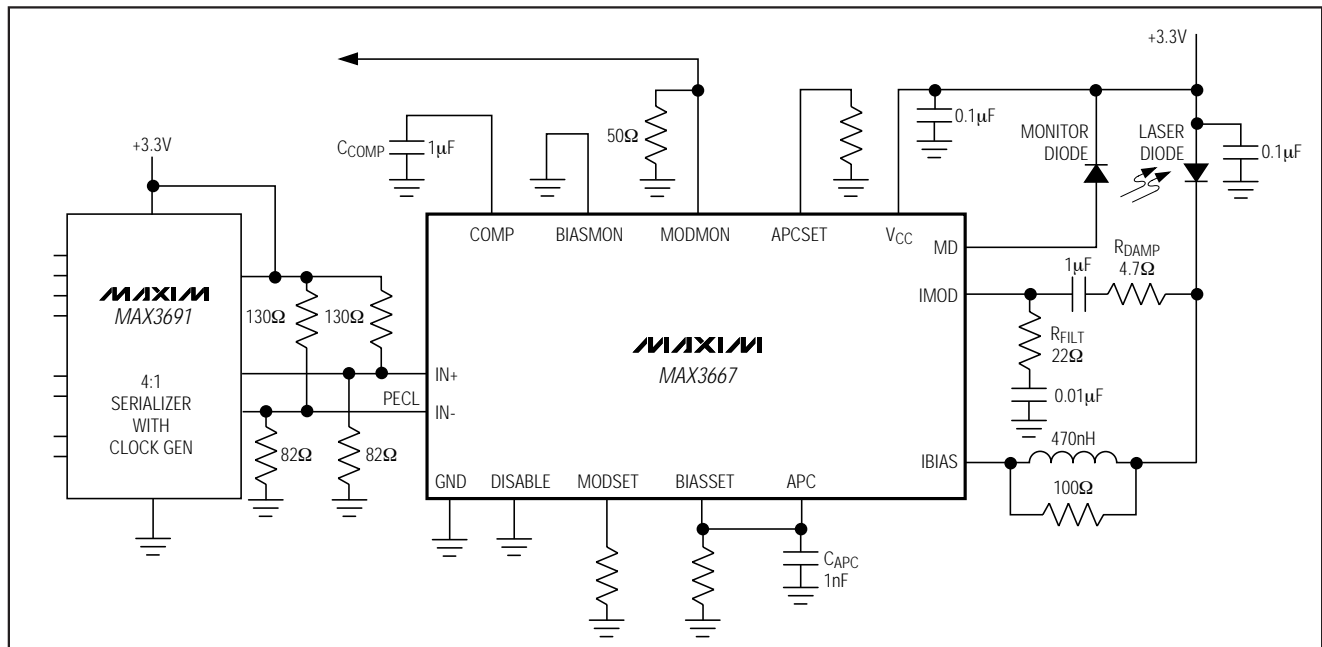 +3.3V
0.1μF
MONITOR
DIODE
LASER
DIODE
0.1μF
50Ω
CCOMP
1μF
+3.3V
COMP
BIASMON
MODMON
APCSET
VCC
MD
RDAMP
4.7Ω
1μF
IMOD
RFILT
22Ω
0.01μF
MAXIM
MAX3691
4:1
SERIALIZER
WITH
CLOCK GEN
130Ω
130Ω
MAXIM
MAX3667
PECL
IN+
IN-
82Ω
82Ω
IBIAS
470nH
100Ω
GND
DISABLE
MODSET
BIASSET
APC
CAPC
1nF